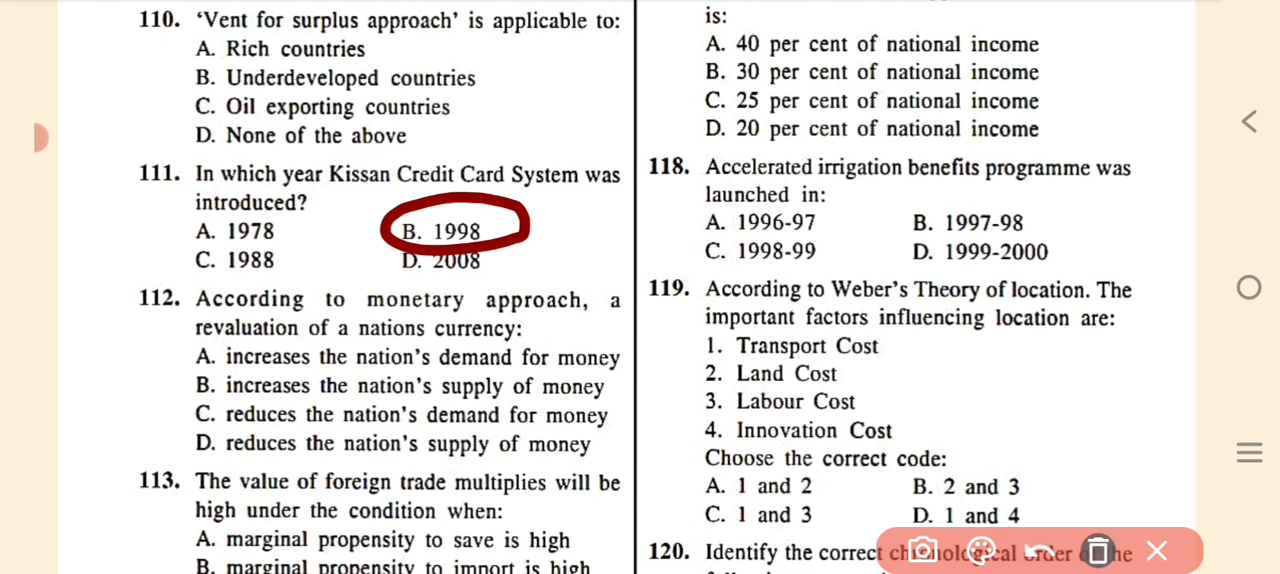 110. ‘Vent for surplus approach’ is applicable to:
A. Rich countries
B. Underdeveloped countries
C. Oil exporting countries
D. None of the above
111. In which year Kissan Credit Card System was
introduced?
A. 1978 B. 1998
C. 1988 D. 2008
112. According to monetary approach, a
revaluation of a nations currency:
A. increases the nation's demand for money
B. increases the nation's supply of money
C. reduces the nation's demand for money
D. reduces the nation's supply of money
113. The value of foreign trade multiplies will be
high under the condition when:
A. marginal propensity to save is high
B. marginal propensity to import is high
is:
A. 40 per cent of national income
B. 30 per cent of national income
C. 25 per cent of national income
D. 20 per cent of national income
118. Accelerated irrigation benefits programme was
launched in:
A. 1996-97 B. 1997-98
C. 1998-99 D. 1999-2000
119. According to Weber's Theory of location. The
important factors influencing location are:
1. Transport Cost
2. Land Cost
3. Labour Cost
4. Innovation Cost
Choose the correct code:
A. 1 and 2 B. 2 and 3
C. 1 and 3 D. 1 and 4
120. Identify the correct chronological order